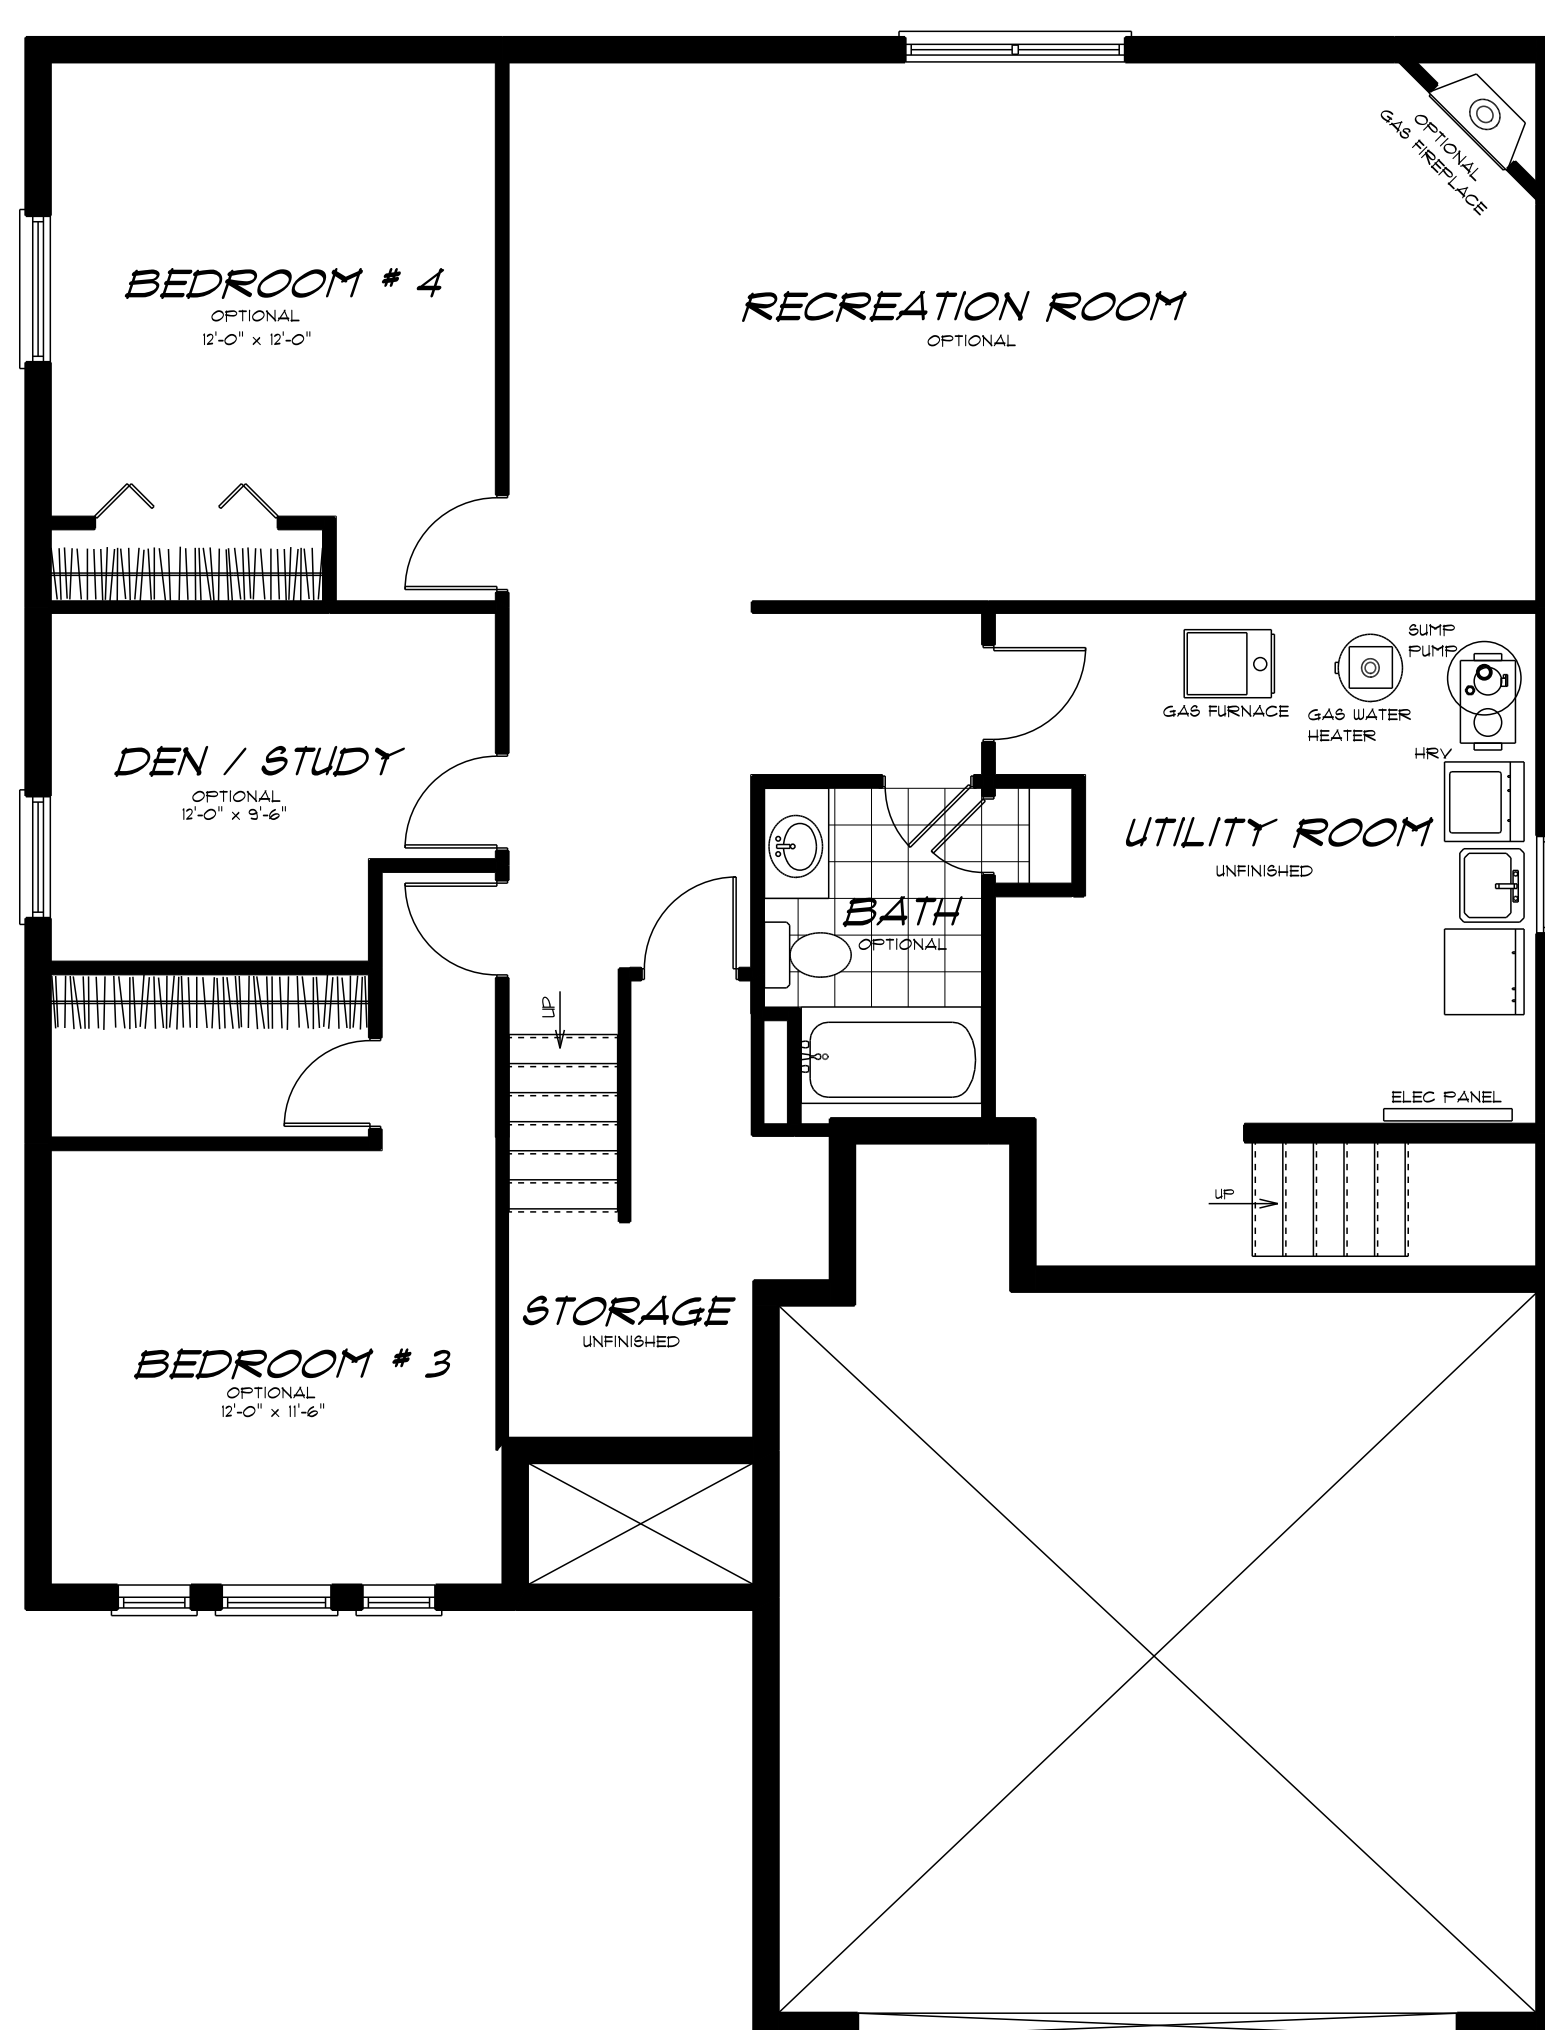 OPTIONAL
GAS FIREPLACE
BEDROOM # 4
OPTIONAL
12'-0" x 12'-0"
RECREATION ROOM
OPTIONAL
SUMP
PUMP
GAS FURNACE
GAS WATER
HEATER
HRV
DEN / STUDY
OPTIONAL
12'-0" x 9'-6"
UTILITY ROOM
UNFINISHED
BATH
OPTIONAL
UP
ELEC PANEL
UP
STORAGE
UNFINISHED
BEDROOM # 3
OPTIONAL
12'-0" x 11'-6"